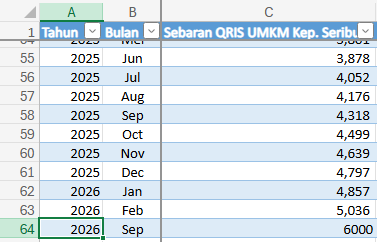 A B C
1 Tahun Bulan Sebaran QRIS UMKM Kep. Seribu
2025
55 2025 Jun 3,878
56 2025 Jul 4,052
57 2025 Aug 4,176
58 2025 Sep 4,318
59 2025 Oct 4,499
60 2025 Nov 4,639
61 2025 Dec 4,797
62 2026 Jan 4,857
63 2026 Feb 5,036
64 2026 Sep 6000